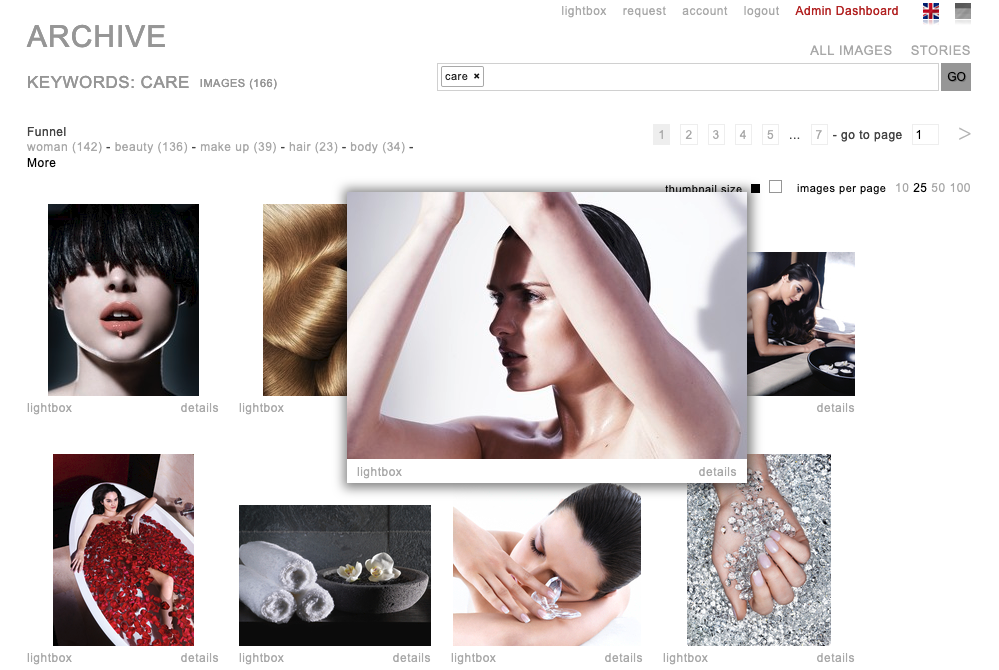 lightbox request account logout Admin Dashboard
ARCHIVE
ALL IMAGES STORIES
KEYWORDS: CARE IMAGES (166)
care × GO
Funnel
woman (142) - beauty (136) - make up (39) - hair (23) - body (34) -
More
1 2 3 4 5 ... 7 - go to page 1 >
thumbnail size images per page 10 25 50 100
lightbox details lightbox details
lightbox details
lightbox details lightbox details lightbox details lightbox details